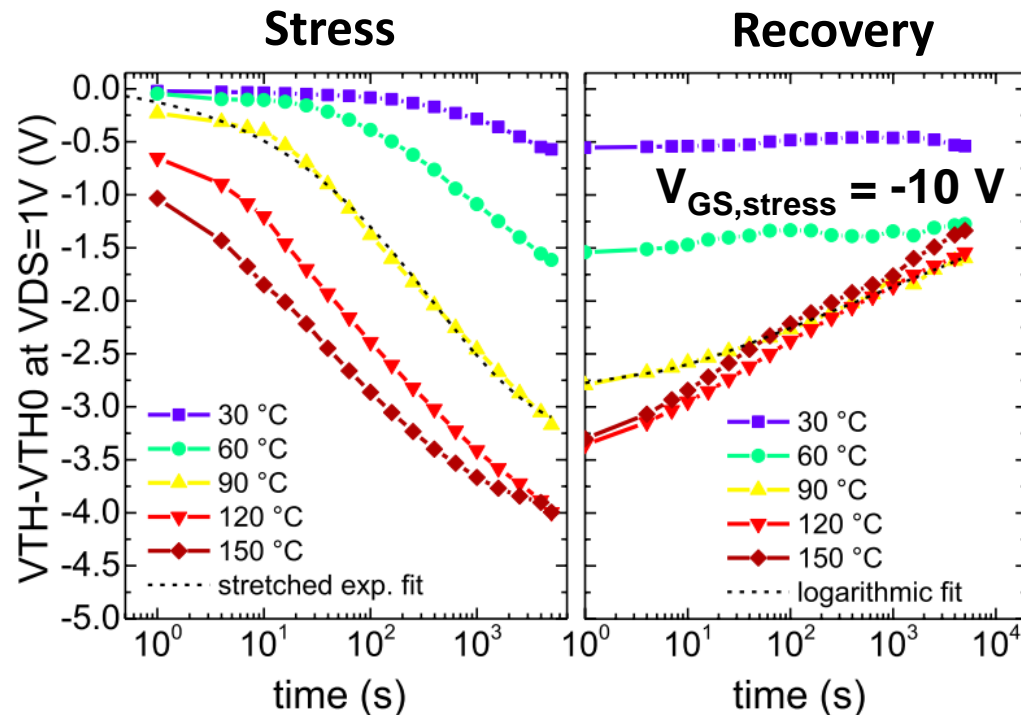 Stress
Recovery
VTH-VTH0 at VDS=1V (V)
0.0
-0.5
-1.0
-1.5
-2.0
-2.5
-3.0
-3.5
-4.0
-4.5
-5.0
30 °C
60 °C
90 °C
120 °C
150 °C
stretched exp. fit
10⁰ 10¹ 10² 10³
time (s)
V_GS,stress = -10 V
30 °C
60 °C
90 °C
120 °C
150 °C
logarithmic fit
10⁰ 10¹ 10² 10³ 10⁴
time (s)